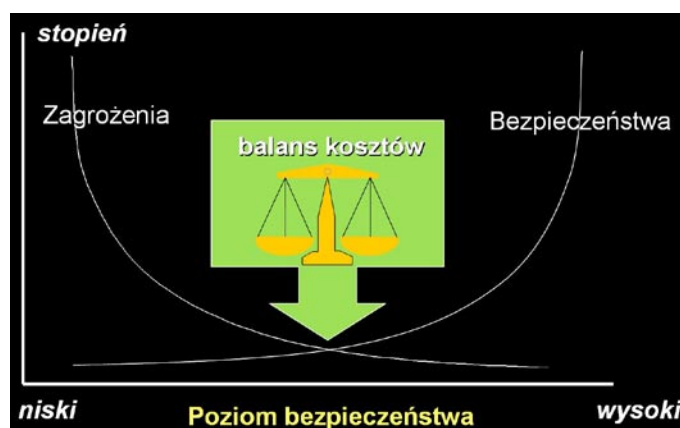 stopień
Zagrożenia
Bezpieczeństwa
balans kosztów
niski
Poziom bezpieczeństwa
wysoki